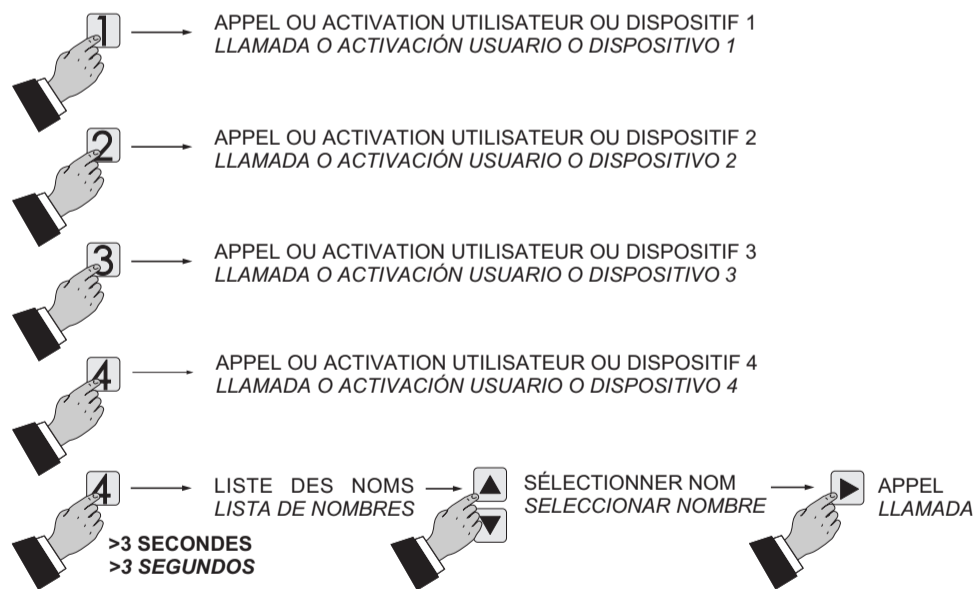 1
APPEL OU ACTIVATION UTILISATEUR OU DISPOSITIF 1
LLAMADA O ACTIVACIÓN USUARIO O DISPOSITIVO 1
2
APPEL OU ACTIVATION UTILISATEUR OU DISPOSITIF 2
LLAMADA O ACTIVACIÓN USUARIO O DISPOSITIVO 2
3
APPEL OU ACTIVATION UTILISATEUR OU DISPOSITIF 3
LLAMADA O ACTIVACIÓN USUARIO O DISPOSITIVO 3
4
APPEL OU ACTIVATION UTILISATEUR OU DISPOSITIF 4
LLAMADA O ACTIVACIÓN USUARIO O DISPOSITIVO 4
4
>3 SECONDES
>3 SEGUNDOS
LISTE DES NOMS
LISTA DE NOMBRES
SÉLECTIONNER NOM
SELECCIONAR NOMBRE
APPEL
LLAMADA